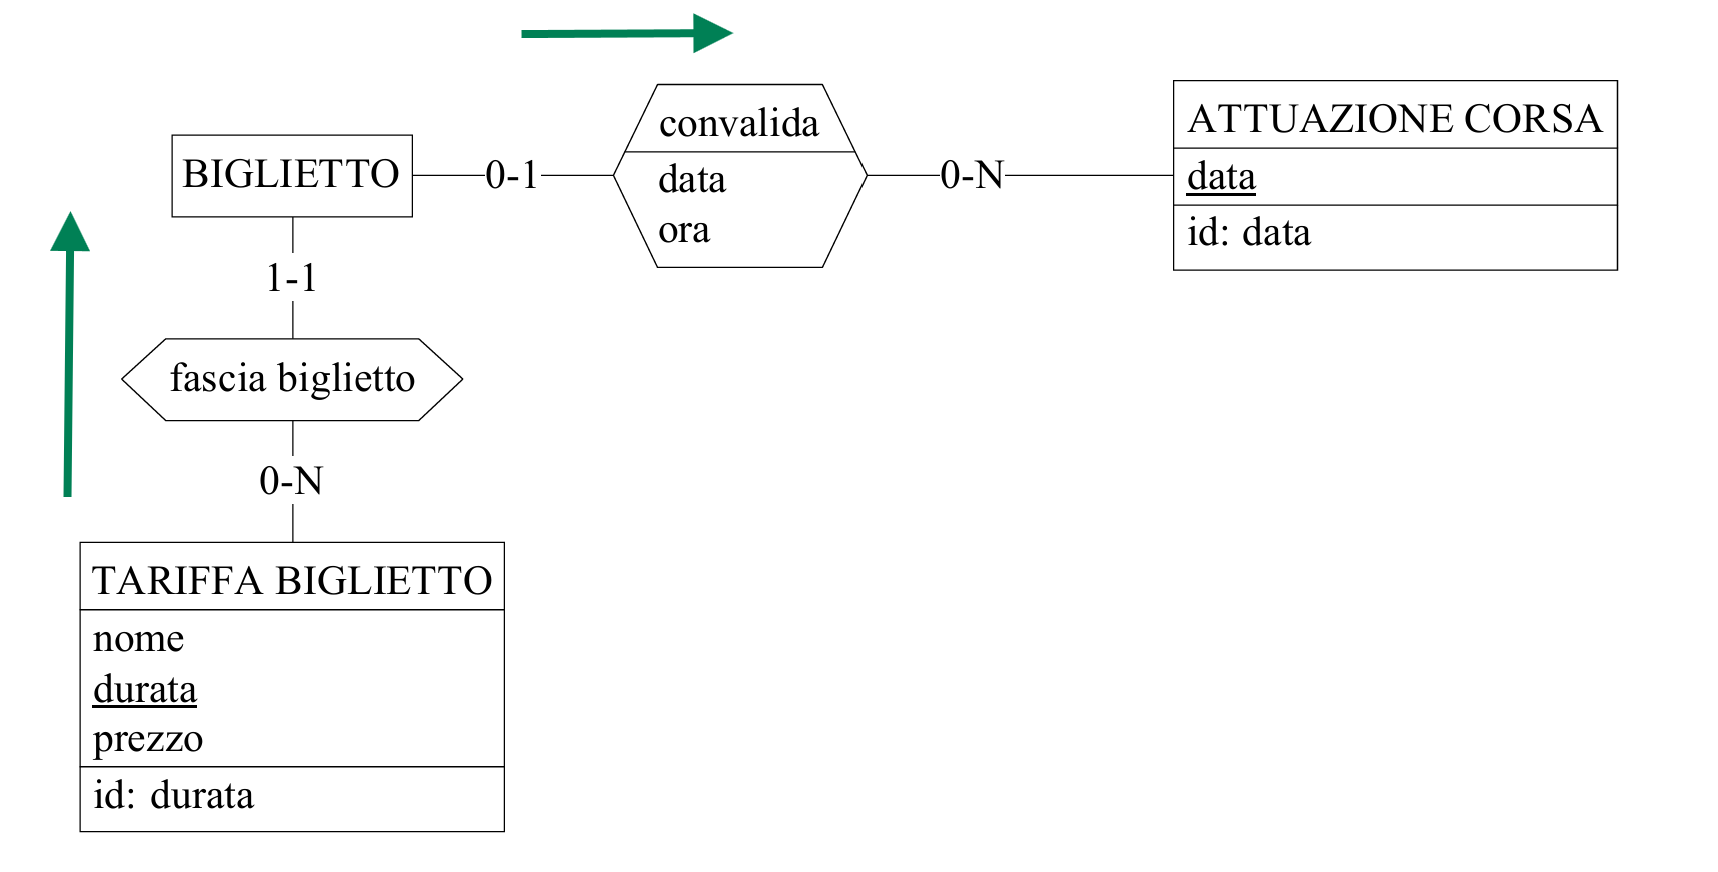 convalida
data
ora
BIGLIETTO
0-1
0-N
ATTUAZIONE CORSA
data
id: data
1-1
fascia biglietto
0-N
TARIFFA BIGLIETTO
nome
durata
prezzo
id: durata